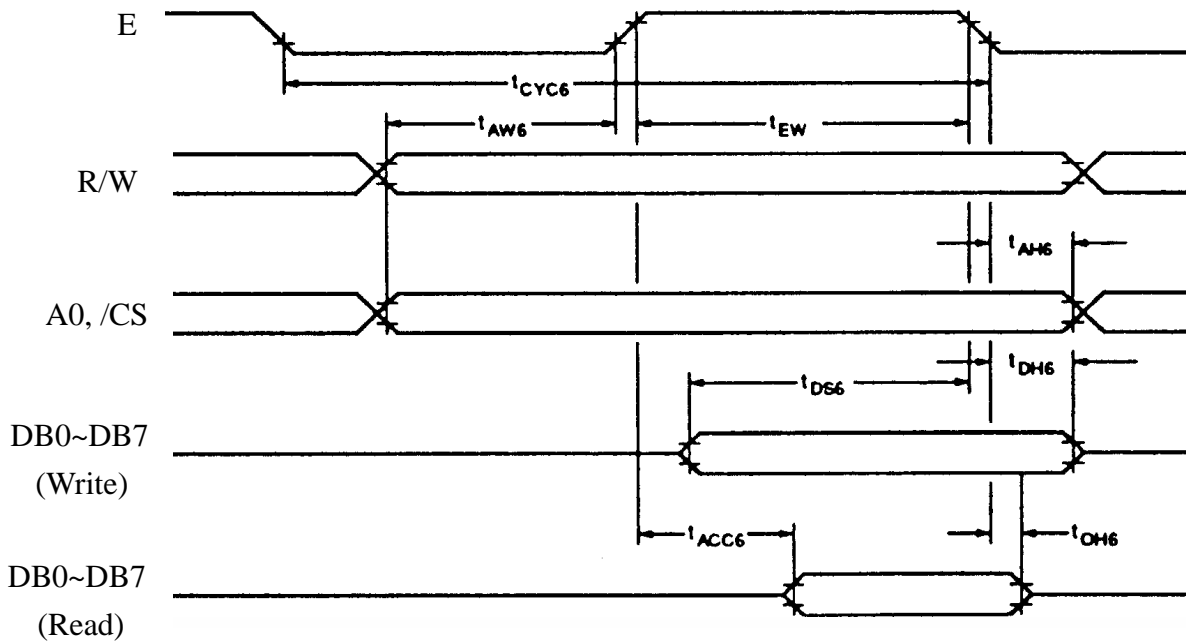 E
tCYC6
tAW6
tEW
R/W
tAH6
A0, /CS
tDH6
tDS6
DB0~DB7
(Write)
tACC6
tOH6
DB0~DB7
(Read)